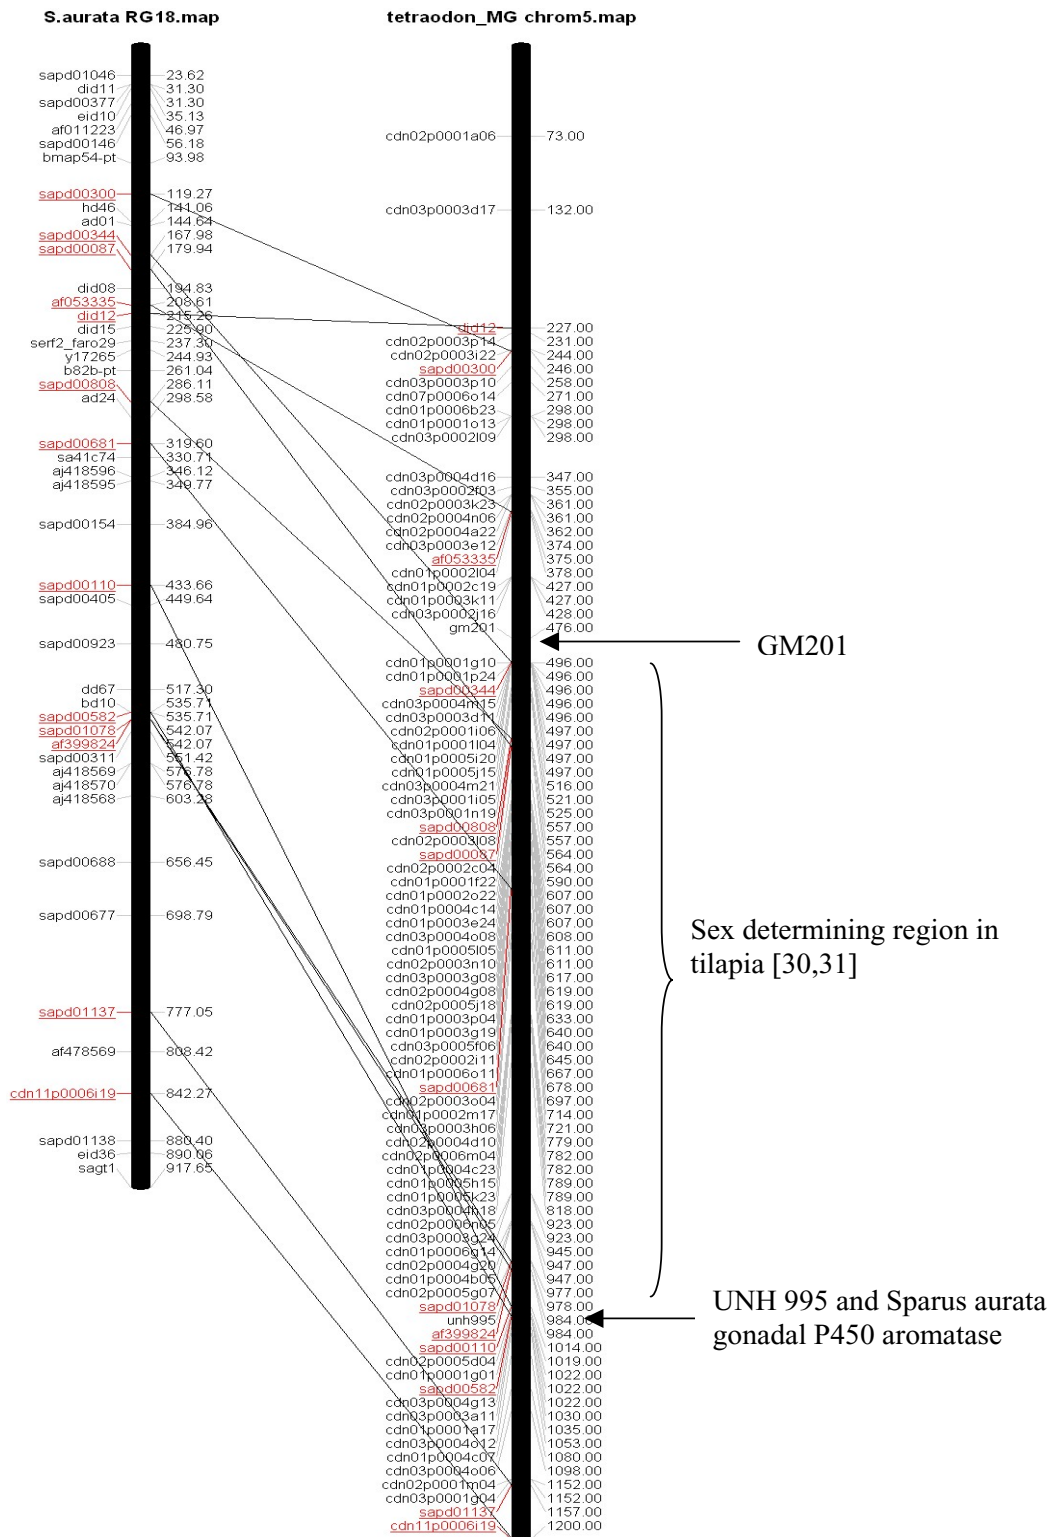 S.aurata RG18.map
sapd01046 23.62
did11 31.30
sapd00377 31.30
eid10 35.13
af011223 46.97
sapd00146 56.18
bmap54-pt 93.98
sapd00300 119.27
hd46 141.06
ad01 144.64
sapd00344 167.98
sapd00087 179.94
did08 194.83
af053335 208.61
did12 215.26
did15 225.90
serf2_faro29 237.30
y17265 244.93
b82b-pt 261.04
sapd00808 286.11
ad24 298.58
sapd00681 319.60
sa41c74 330.71
aj418596 346.12
aj418595 349.77
sapd00154 384.96
sapd00110 433.66
sapd00405 449.64
sapd00923 480.75
dd67 517.30
bd10 535.71
sapd00582 535.71
sapd01078 542.07
af399824 542.07
sapd00311 551.42
aj418569 576.78
aj418570 576.78
aj418568 603.28
sapd00688 656.45
sapd00677 698.79
sapd01137 777.05
af478569 808.42
cdn11p0006i19 842.27
sapd01138 880.40
eid36 890.06
sagt1 917.65
tetraodon_MG chrom5.map
cdn02p0001a06 73.00
cdn03p0003d17 132.00
did12 227.00
cdn02p0003p14 231.00
cdn02p0003i22 244.00
sapd00300 246.00
cdn03p0003p10 258.00
cdn07p0006o14 271.00
cdn01p0006b23 298.00
cdn01p0001o13 298.00
cdn03p0002l09 298.00
cdn03p0004d16 347.00
cdn03p0002f03 355.00
cdn02p0003k23 361.00
cdn02p0004n06 361.00
cdn02p0004a22 362.00
cdn03p0003e12 374.00
af053335 375.00
cdn01p0002l04 378.00
cdn01p0002c19 427.00
cdn01p0003k11 427.00
cdn03p0002j16 428.00
gm201 476.00
cdn01p0001g10 496.00
cdn01p0001p24 496.00
sapd00344 496.00
cdn03p0004m15 496.00
cdn03p0003d11 496.00
cdn02p0001i06 497.00
cdn01p0001l04 497.00
cdn01p0005i20 497.00
cdn01p0005j15 497.00
cdn03p0004m21 516.00
cdn03p0001i05 521.00
cdn03p0001n19 525.00
sapd00808 557.00
cdn02p0003l08 557.00
sapd00087 564.00
cdn02p0002c04 564.00
cdn01p0001f22 590.00
cdn01p0002o22 607.00
cdn01p0004c14 607.00
cdn01p0003e24 607.00
cdn03p0004o08 608.00
cdn01p0005l05 611.00
cdn02p0003n10 611.00
cdn03p0003g08 617.00
cdn02p0004g08 619.00
cdn02p0005j18 619.00
cdn01p0003p04 633.00
cdn01p0003g19 640.00
cdn03p0005f06 640.00
cdn02p0002i11 645.00
cdn01p0006o11 667.00
sapd00681 678.00
cdn02p0003o04 697.00
cdn01p0002m17 714.00
cdn03p0003h06 721.00
cdn02p0004d10 779.00
cdn02p0006m04 782.00
cdn01p0004c23 782.00
cdn01p0005h15 789.00
cdn01p0005k23 789.00
cdn03p0004h18 818.00
cdn02p0006n05 923.00
cdn03p0003g24 923.00
cdn01p0006g14 945.00
cdn02p0004g20 947.00
cdn01p0004b05 947.00
cdn02p0005g07 977.00
sapd01078 978.00
unh995 984.00
af399824 984.00
sapd00110 1014.00
cdn02p0005d04 1019.00
cdn01p0001g01 1022.00
sapd00582 1022.00
cdn03p0004g13 1022.00
cdn03p0003a11 1030.00
cdn01p0001a17 1035.00
cdn03p0004o12 1053.00
cdn01p0004c07 1080.00
cdn03p0004o06 1098.00
cdn02p0001m04 1152.00
cdn03p0001g04 1152.00
sapd01137 1157.00
cdn11p0006i19 1200.00
GM201
Sex determining region in
tilapia [30,31]
UNH 995 and Sparus aurata
gonadal P450 aromatase